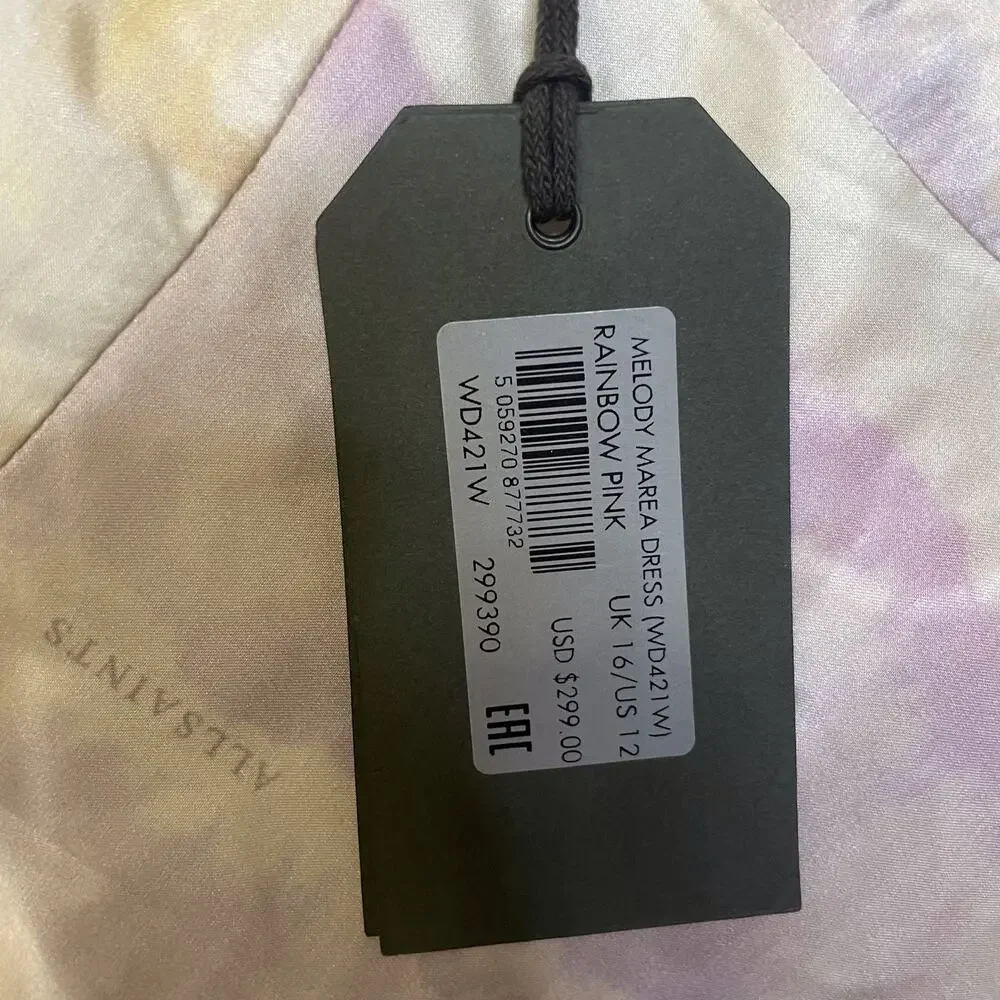 MELODY MAREA DRESS (WD421W)
RAINBOW PINK
UK 16/US 12
5 059270 877732
USD $299.00
WD421W 299390
EAC
ALLSAINTS